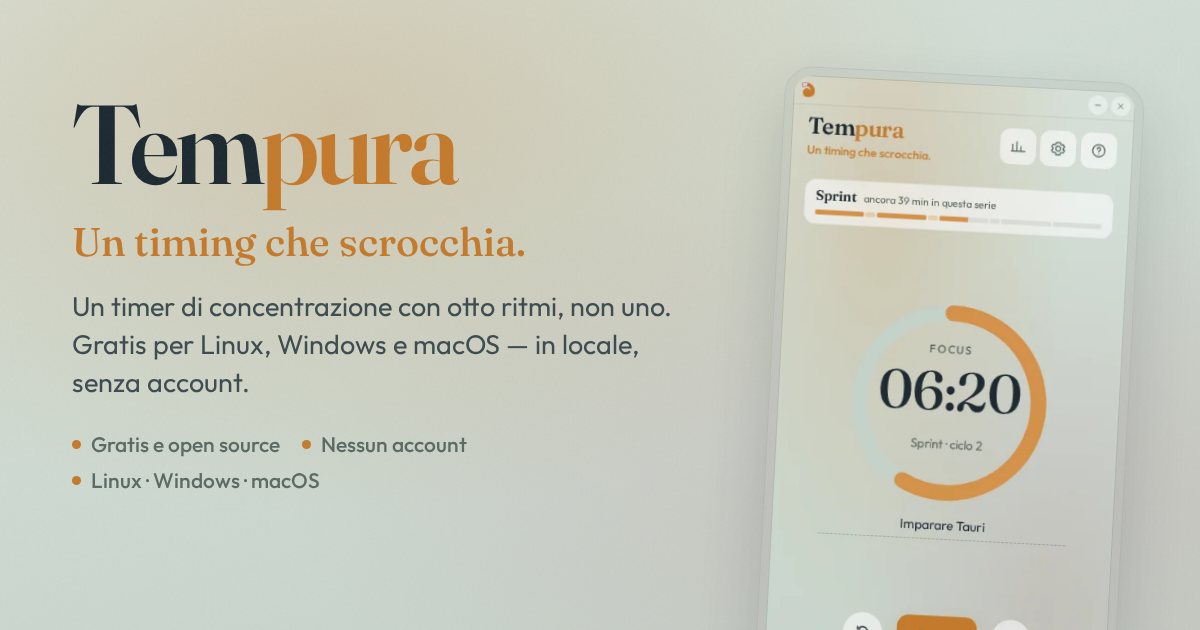 Tempura
Un timing che scrocchia.
Un timer di concentrazione con otto ritmi, non uno.
Gratis per Linux, Windows e macOS — in locale,
senza account.
Gratis e open source
Nessun account
Linux · Windows · macOS
Tempura
Un timing che scrocchia.
Sprint ancora 39 min in questa serie
FOCUS
06:20
Sprint · ciclo 2
Imparare Tauri